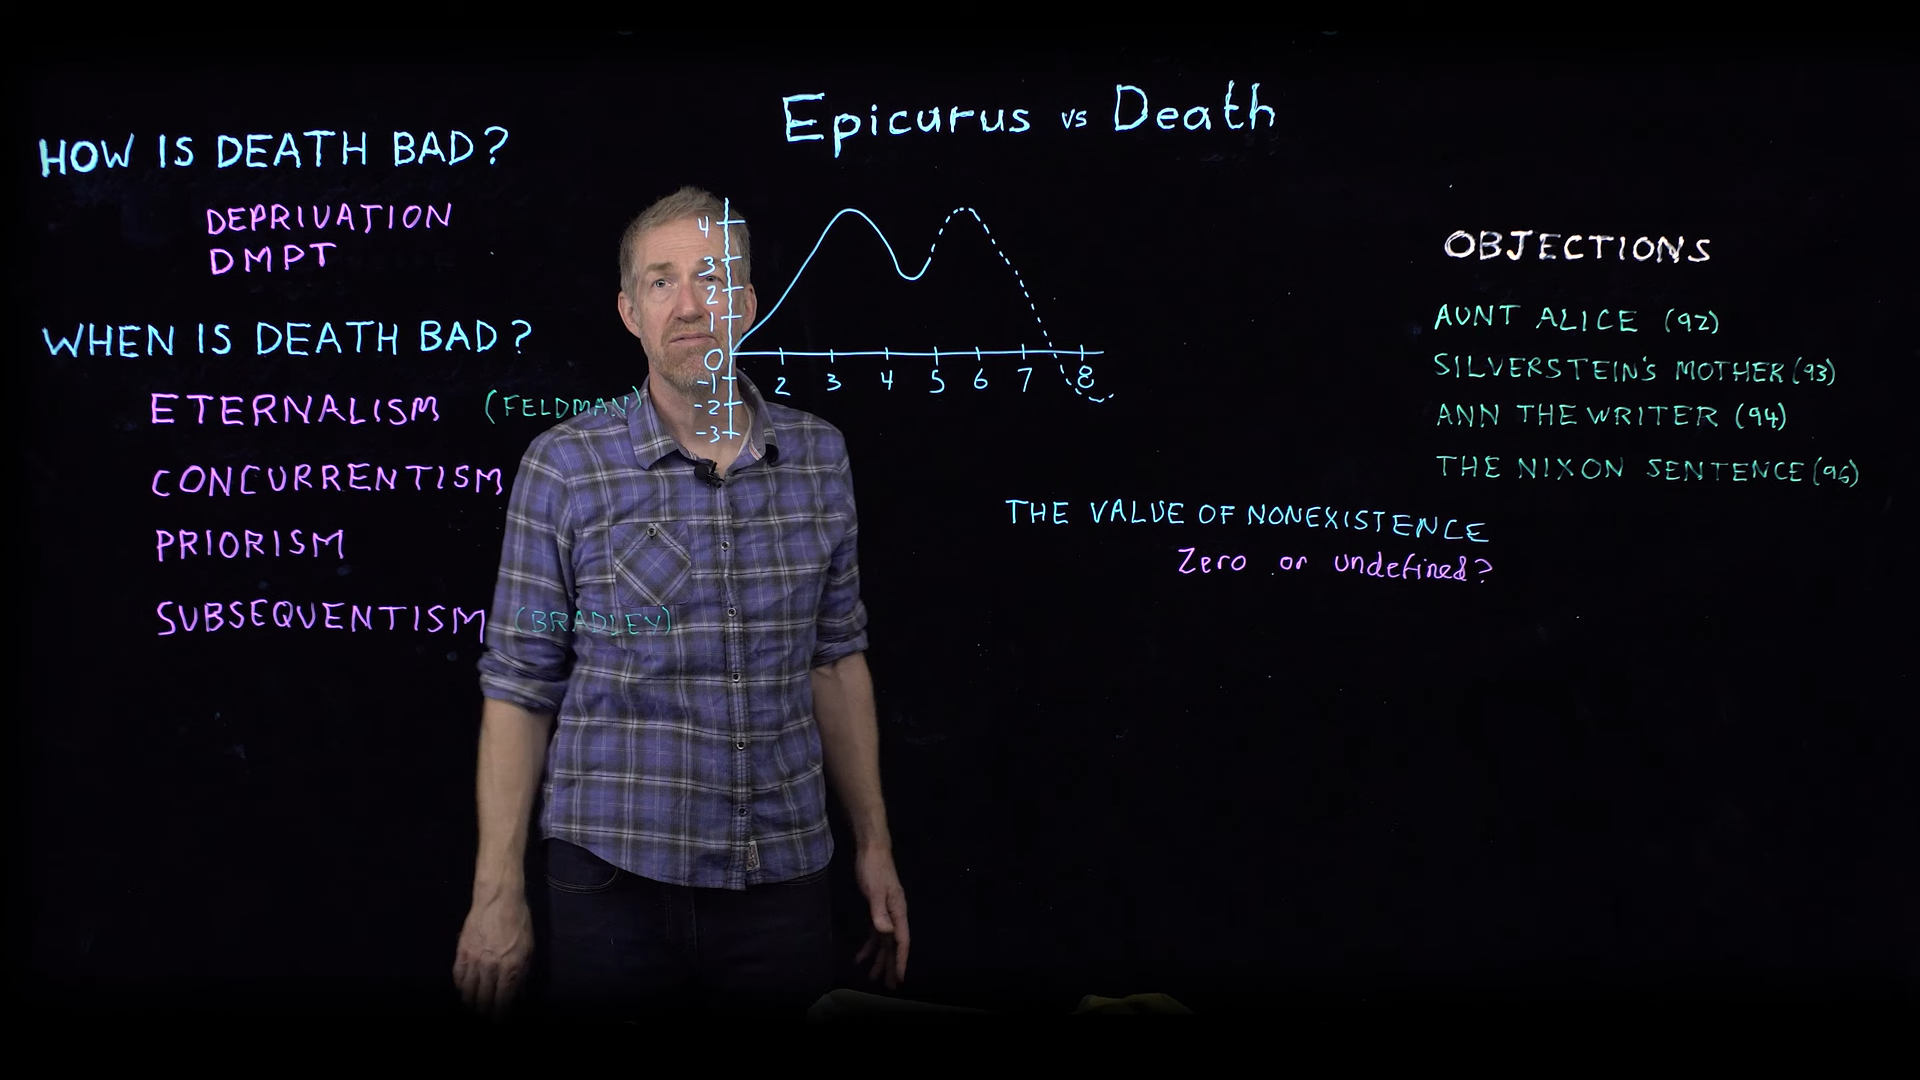 Epicurus vs Death
HOW IS DEATH BAD?
DEPRIVATION
DMPT
WHEN IS DEATH BAD?
ETERNALISM (FELDMAN)
CONCURRENTISM
PRIORISM
SUBSEQUENTISM (BRADLEY)
4
3
2
1
0
-1
-2
-3
2 3 4 5 6 7 8
THE VALUE OF NONEXISTENCE
Zero or undefined?
OBJECTIONS
AUNT ALICE (92)
SILVERSTEIN'S MOTHER (93)
ANN THE WRITER (94)
THE NIXON SENTENCE (95)